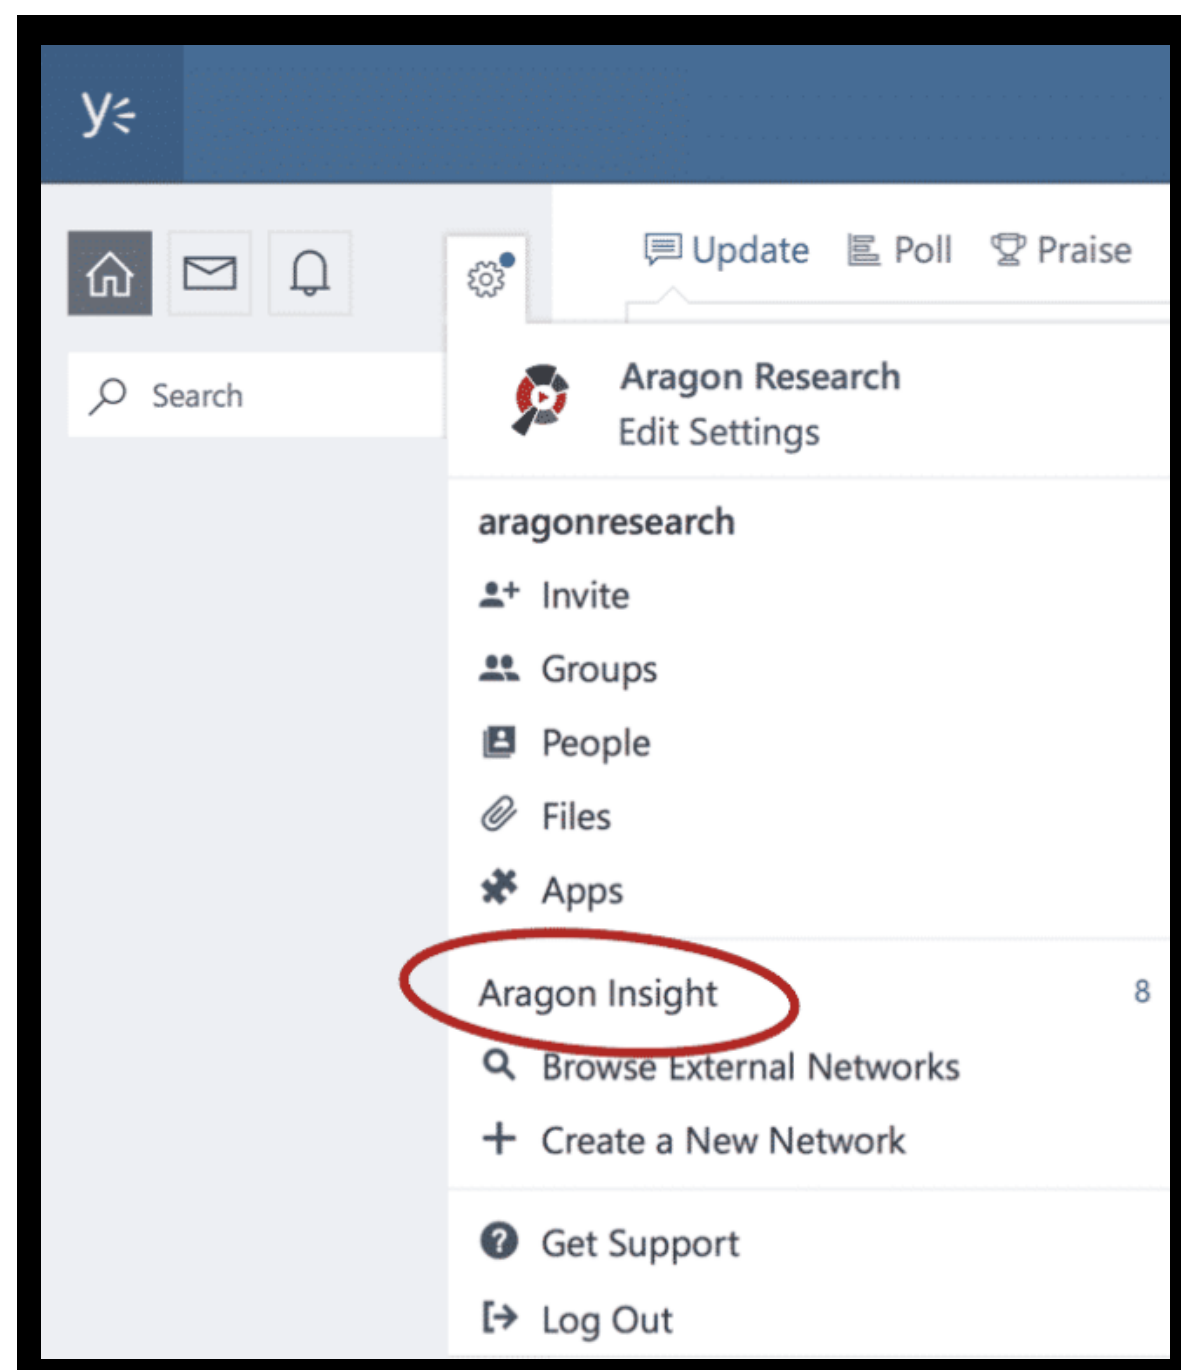 y
Update Poll Praise
Search
Aragon Research
Edit Settings
aragonresearch
Invite
Groups
People
Files
Apps
Aragon Insight 8
Browse External Networks
Create a New Network
Get Support
Log Out